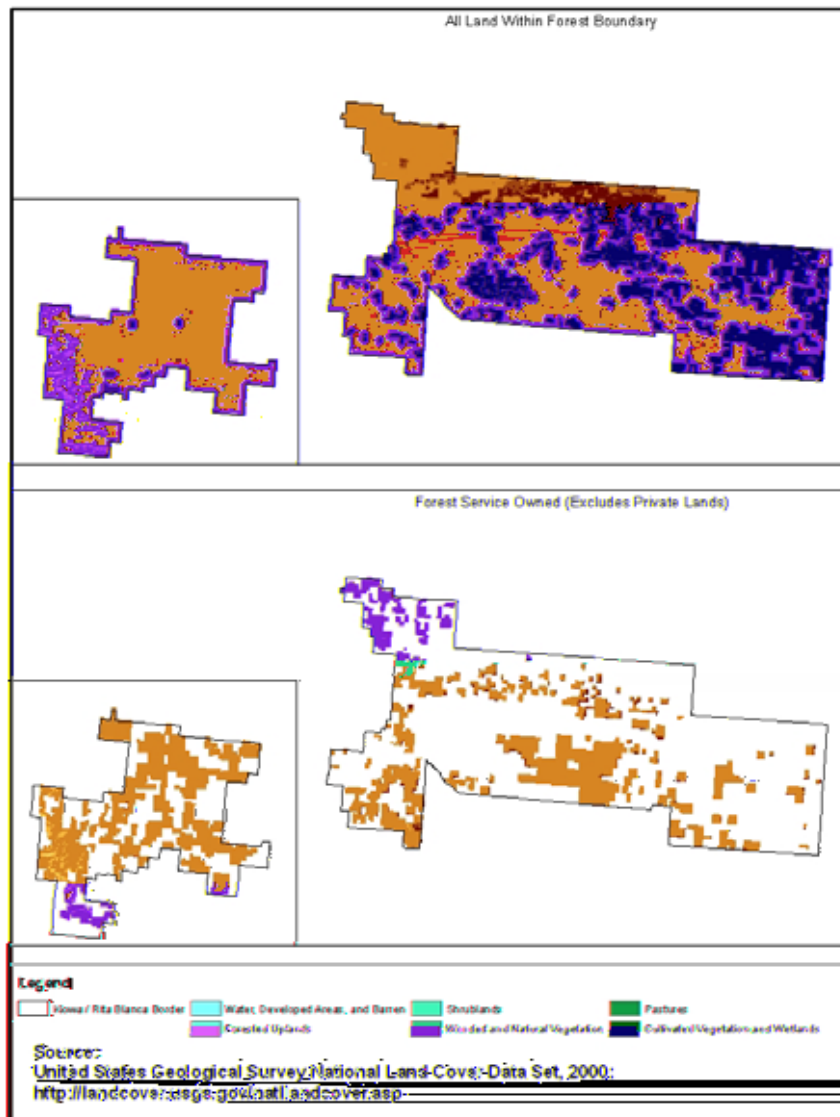 All Land Within Forest Boundary
Forest Service Owned (Excludes Private Lands)
Legend
Kiowa / Rita Blanca Border
Water, Developed Areas, and Barren
Shrublands
Pastures
Forested Uplands
Wooded and Natural Vegetation
Cultivated Vegetation and Wetlands
Source:
United States Geological Survey National Land-Cover-Data Set, 2000: